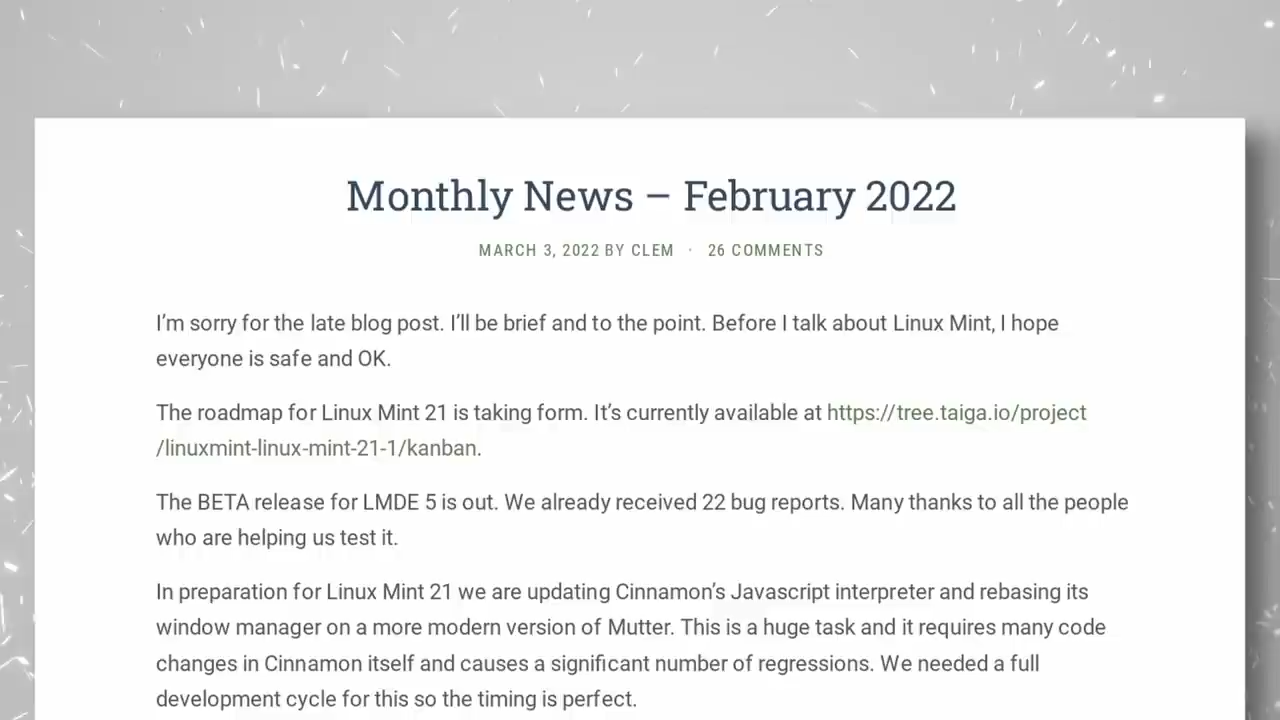 Monthly News – February 2022
MARCH 3, 2022 BY CLEM · 26 COMMENTS
I’m sorry for the late blog post. I’ll be brief and to the point. Before I talk about Linux Mint, I hope
everyone is safe and OK.
The roadmap for Linux Mint 21 is taking form. It’s currently available at https://tree.taiga.io/project
/linuxmint-linux-mint-21-1/kanban.
The BETA release for LMDE 5 is out. We already received 22 bug reports. Many thanks to all the people
who are helping us test it.
In preparation for Linux Mint 21 we are updating Cinnamon’s Javascript interpreter and rebasing its
window manager on a more modern version of Mutter. This is a huge task and it requires many code
changes in Cinnamon itself and causes a significant number of regressions. We needed a full
development cycle for this so the timing is perfect.